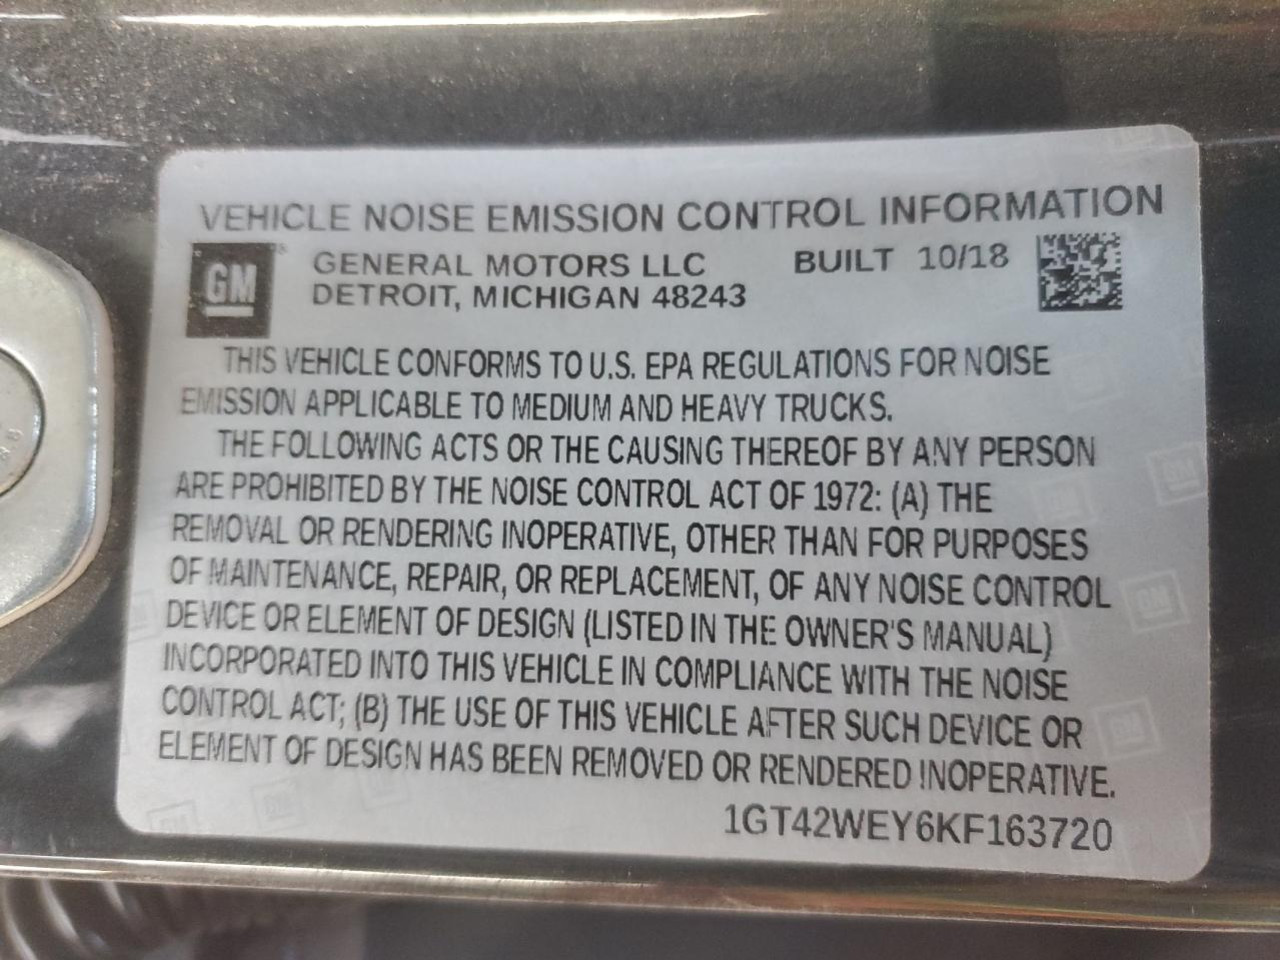 VEHICLE NOISE EMISSION CONTROL INFORMATION
GM
GENERAL MOTORS LLC BUILT 10/18
DETROIT, MICHIGAN 48243
THIS VEHICLE CONFORMS TO U.S. EPA REGULATIONS FOR NOISE
EMISSION APPLICABLE TO MEDIUM AND HEAVY TRUCKS.
THE FOLLOWING ACTS OR THE CAUSING THEREOF BY ANY PERSON
ARE PROHIBITED BY THE NOISE CONTROL ACT OF 1972: (A) THE
REMOVAL OR RENDERING INOPERATIVE, OTHER THAN FOR PURPOSES
OF MAINTENANCE, REPAIR, OR REPLACEMENT, OF ANY NOISE CONTROL
DEVICE OR ELEMENT OF DESIGN (LISTED IN THE OWNER'S MANUAL)
INCORPORATED INTO THIS VEHICLE IN COMPLIANCE WITH THE NOISE
CONTROL ACT; (B) THE USE OF THIS VEHICLE AFTER SUCH DEVICE OR
ELEMENT OF DESIGN HAS BEEN REMOVED OR RENDERED INOPERATIVE.
1GT42WEY6KF163720